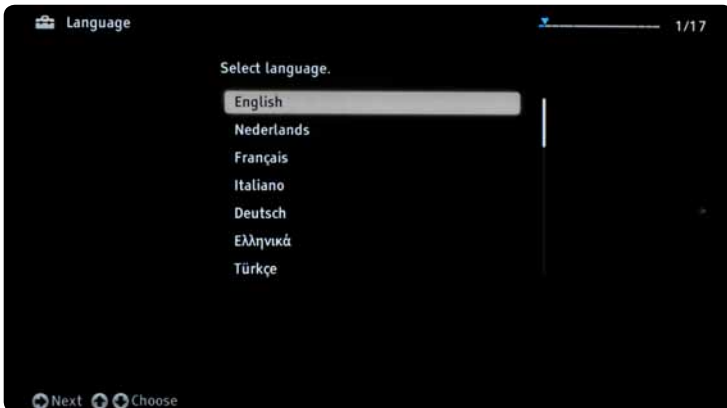 Language
1/17
Select language.
English
Nederlands
Français
Italiano
Deutsch
Ελληνικά
Türkçe
Next Choose